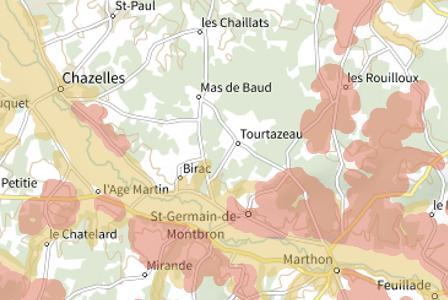 St-Paul
les Chaillats
Chazelles
les Rouilloux
Mas de Baud
uquet
Tourtazeau
Birac
Petitie
l'Age Martin
St-Germain-de-
Montbron
le Chatelard
Marthon
Mirande
Feuillade